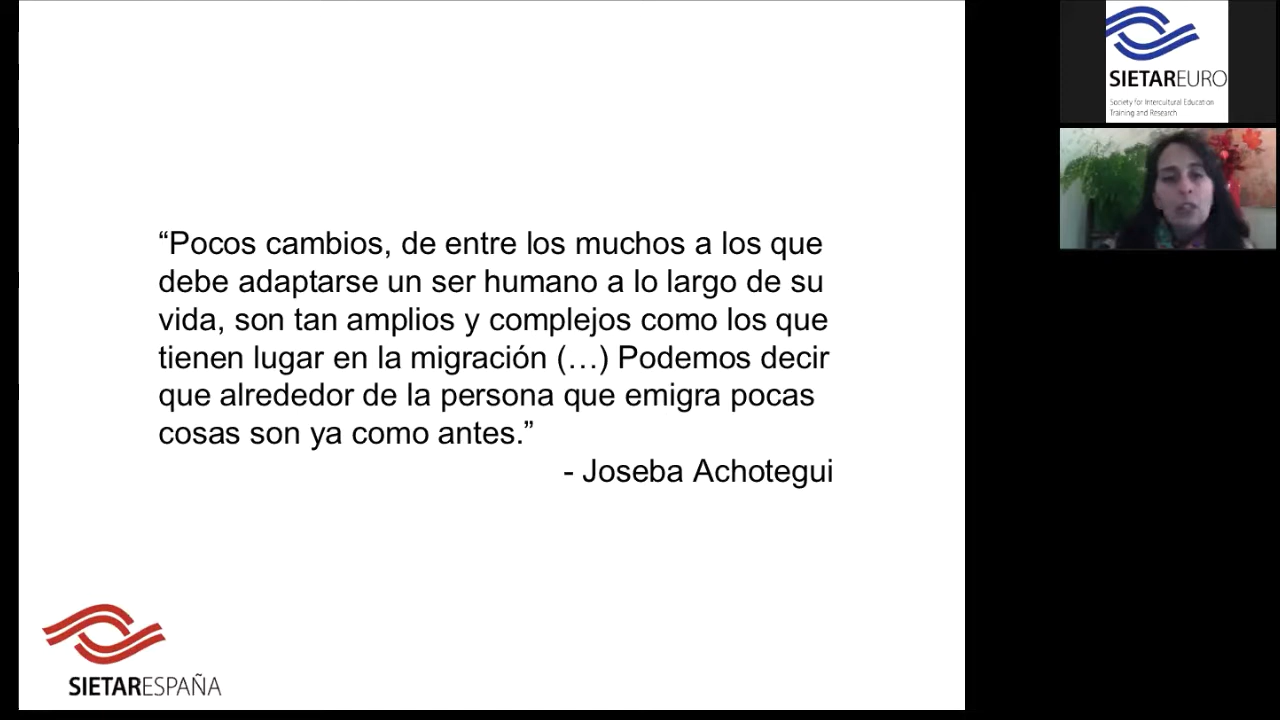 “Pocos cambios, de entre los muchos a los que
debe adaptarse un ser humano a lo largo de su
vida, son tan amplios y complejos como los que
tienen lugar en la migración (…) Podemos decir
que alrededor de la persona que emigra pocas
cosas son ya como antes.”
- Joseba Achotegui
SIETARESPAÑA
SIETAREURO
Society for Intercultural Education
Training and Research